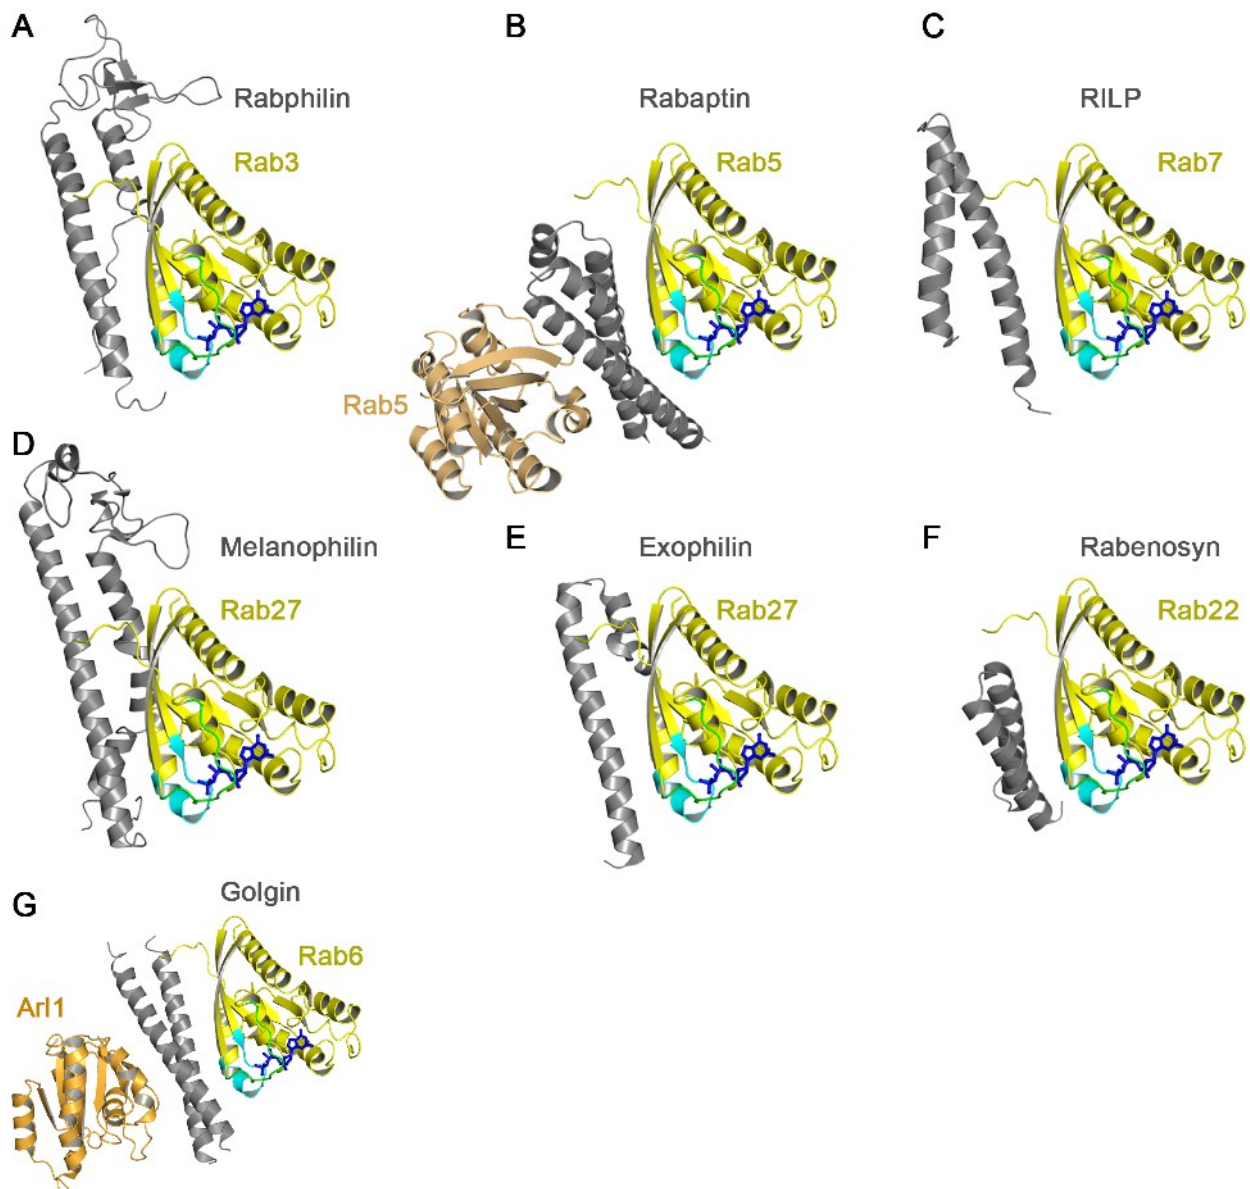 A
Rabphilin
Rab3
B
Rabaptin
Rab5
Rab5
C
RILP
Rab7
D
Melanophilin
Rab27
E
Exophilin
Rab27
F
Rabenosyn
Rab22
G
Golgin
Rab6
Arl1